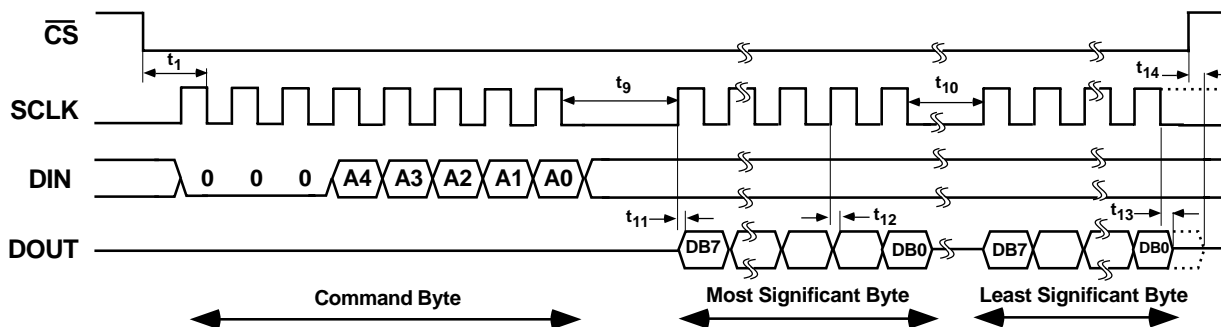 CS
t1
t14
SCLK
t9
t10
DIN
0 0 0 A4 A3 A2 A1 A0
t11
t12
t13
DOUT
DB7 DB0 DB7 DB0
Command Byte
Most Significant Byte
Least Significant Byte